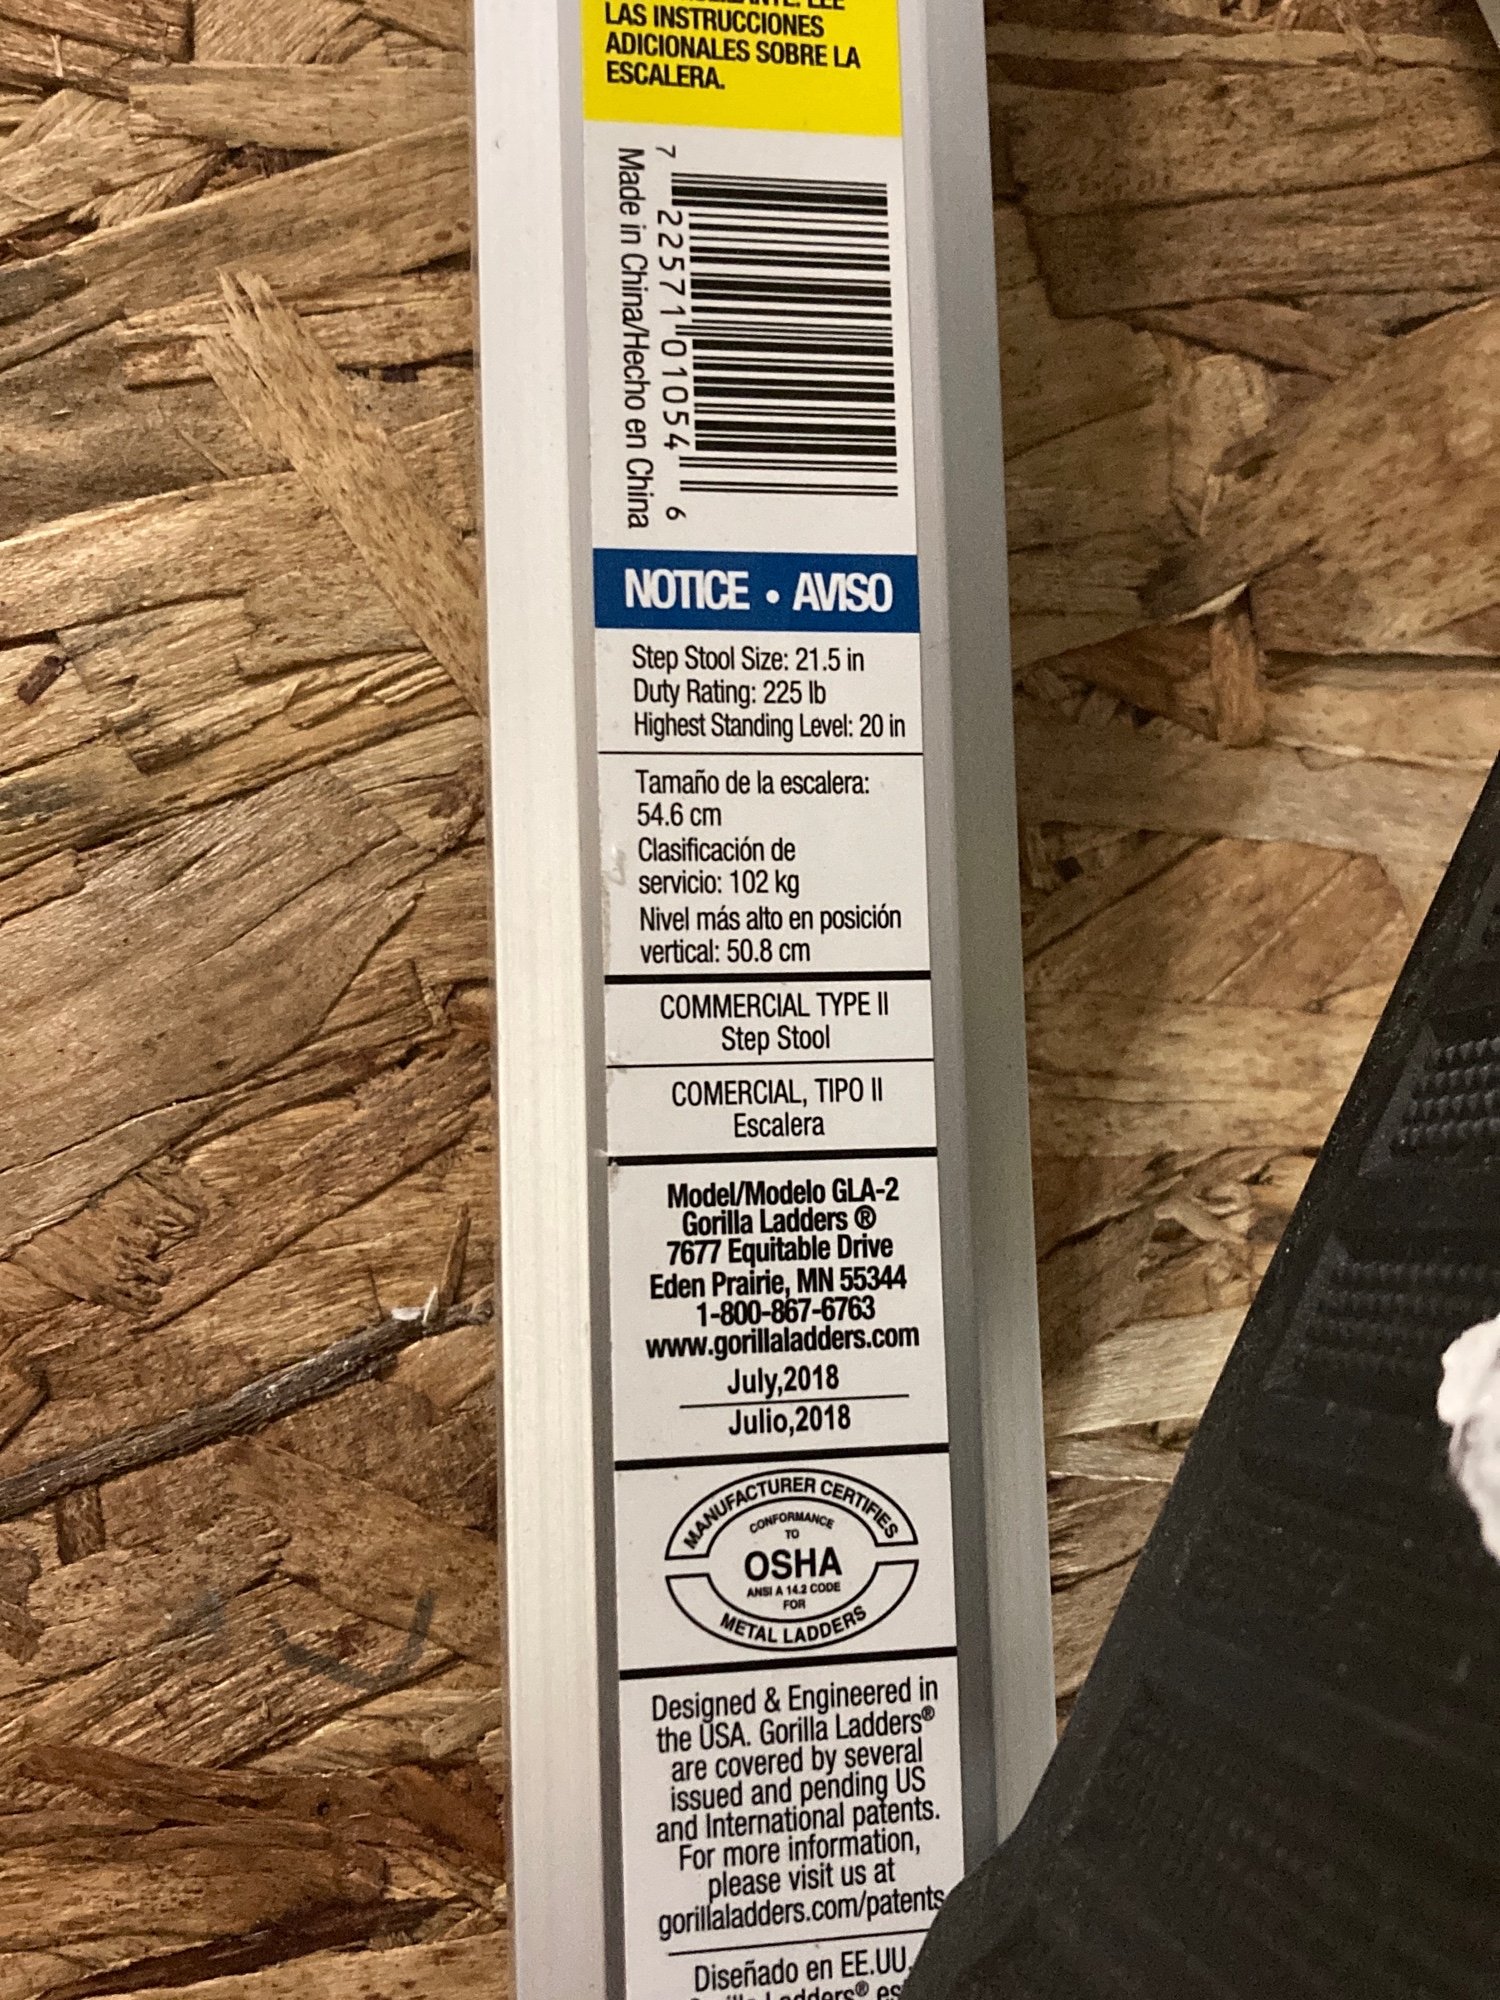 LAS INSTRUCCIONES
ADICIONALES SOBRE LA
ESCALERA.
7 22571 01054 6
Made in China/Hecho en China
NOTICE • AVISO
Step Stool Size: 21.5 in
Duty Rating: 225 lb
Highest Standing Level: 20 in
Tamaño de la escalera:
54.6 cm
Clasificación de
servicio: 102 kg
Nivel más alto en posición
vertical: 50.8 cm
COMMERCIAL TYPE II
Step Stool
COMERCIAL, TIPO II
Escalera
Model/Modelo GLA-2
Gorilla Ladders ®
7677 Equitable Drive
Eden Prairie, MN 55344
1-800-867-6763
www.gorillaladders.com
July,2018
Julio,2018
MANUFACTURER CERTIFIES
CONFORMANCE
TO
OSHA
ANSI A 14.2 CODE
FOR
METAL LADDERS
Designed & Engineered in
the USA. Gorilla Ladders®
are covered by several
issued and pending US
and International patents.
For more information,
please visit us at
gorillaladders.com/patents
Diseñado en EE.UU.